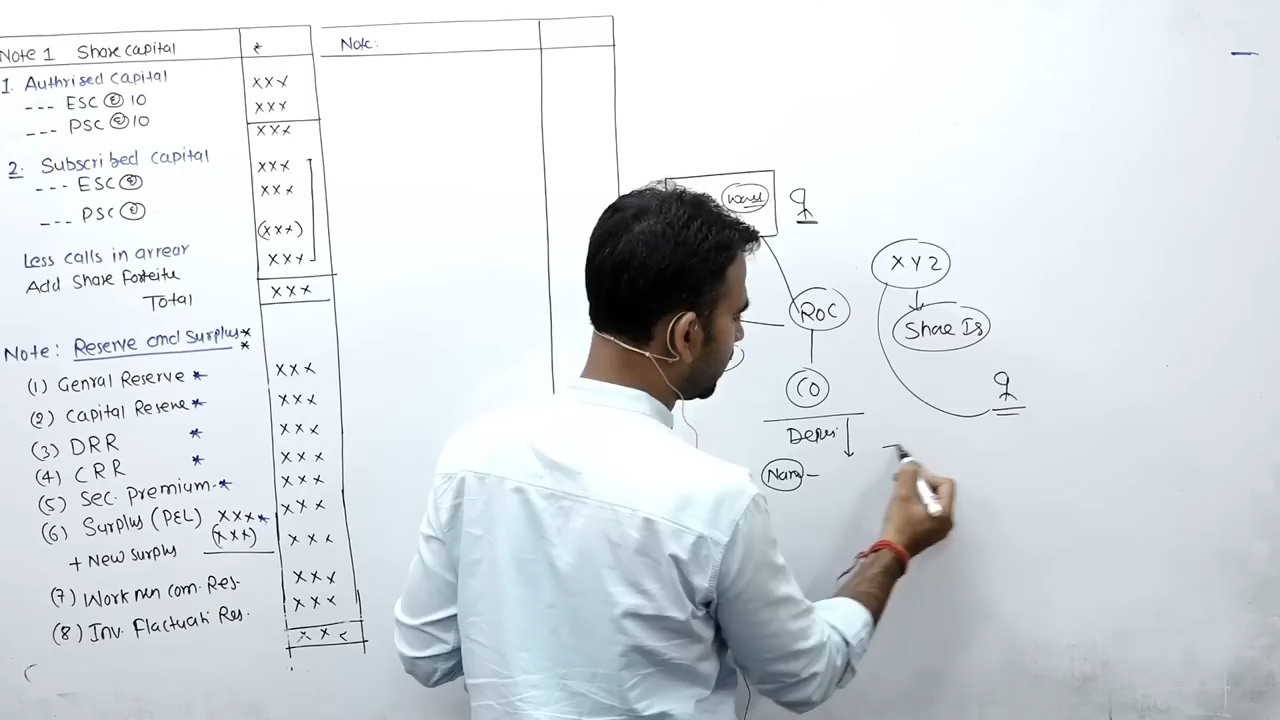 Note 1 Share capital ₹
1. Authrised capital xxx
--- ESC @ 10 xxx
--- PSC @ 10 xxx
2. Subscribed capital xxx
--- ESC @ xxx
--- PSC @ (xxx)
Less calls in arrear xxx
Add share forfeite
Total xxx
Note: Reserve and Surplus **
(1) Genral Reserve * xxx
(2) Capital Reserve * xxx
(3) DRR * xxx
(4) CRR * xxx
(5) Sec. Premium. * xxx
(6) Surplus (P&L) xxx * xxx
+ New surplus (xxx) xxx
(7) Workmen com. Res. xxx
(8) Inv. Flactuati Res. xxx
xxx
(
Note:
ROC
CO
Name -
XYZ
Share Is